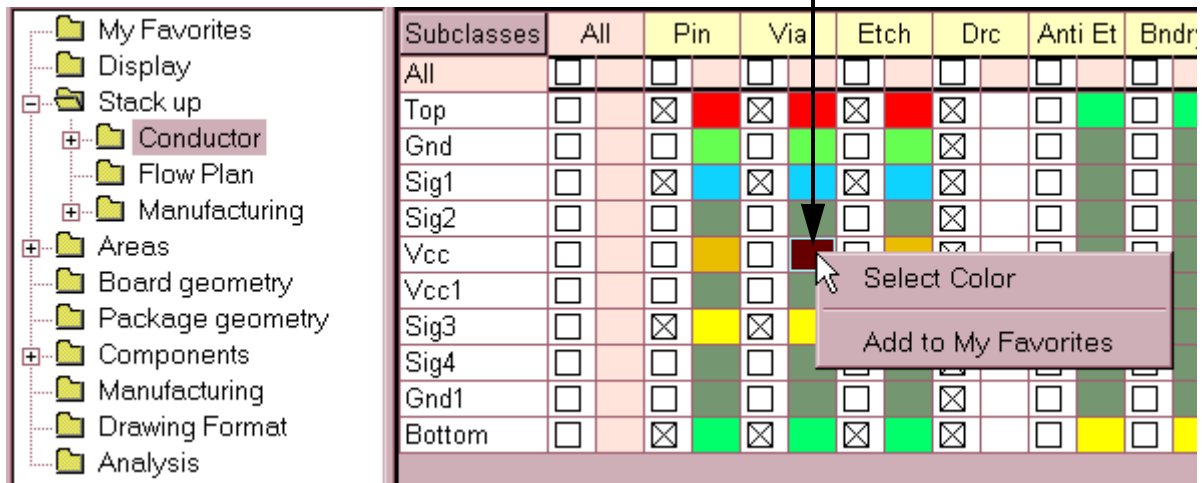 My Favorites
Display
Stack up
Conductor
Flow Plan
Manufacturing
Areas
Board geometry
Package geometry
Components
Manufacturing
Drawing Format
Analysis
Subclasses All Pin Via Etch Drc Anti Et Bndry
All
Top
Gnd
Sig1
Sig2
Vcc
Vcc1
Sig3
Sig4
Gnd1
Bottom
Select Color
Add to My Favorites